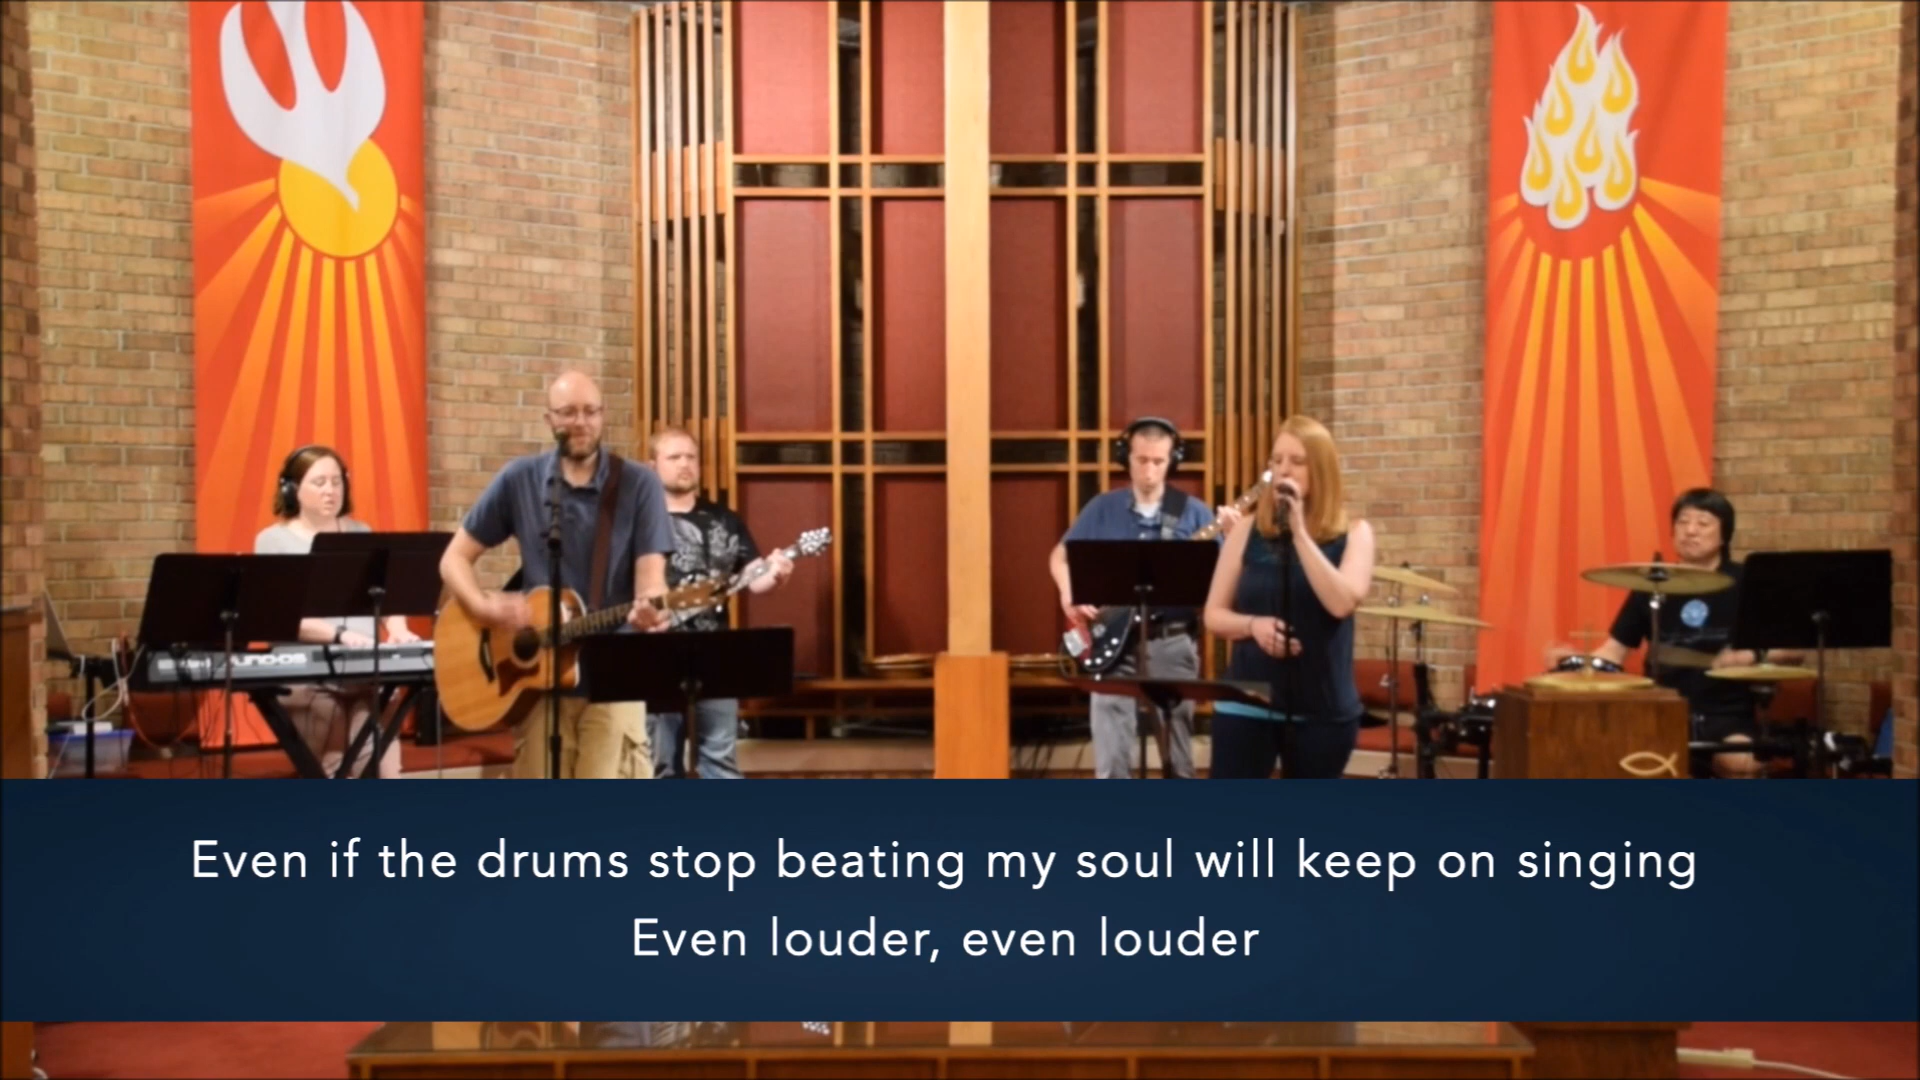 Even if the drums stop beating my soul will keep on singing
Even louder, even louder